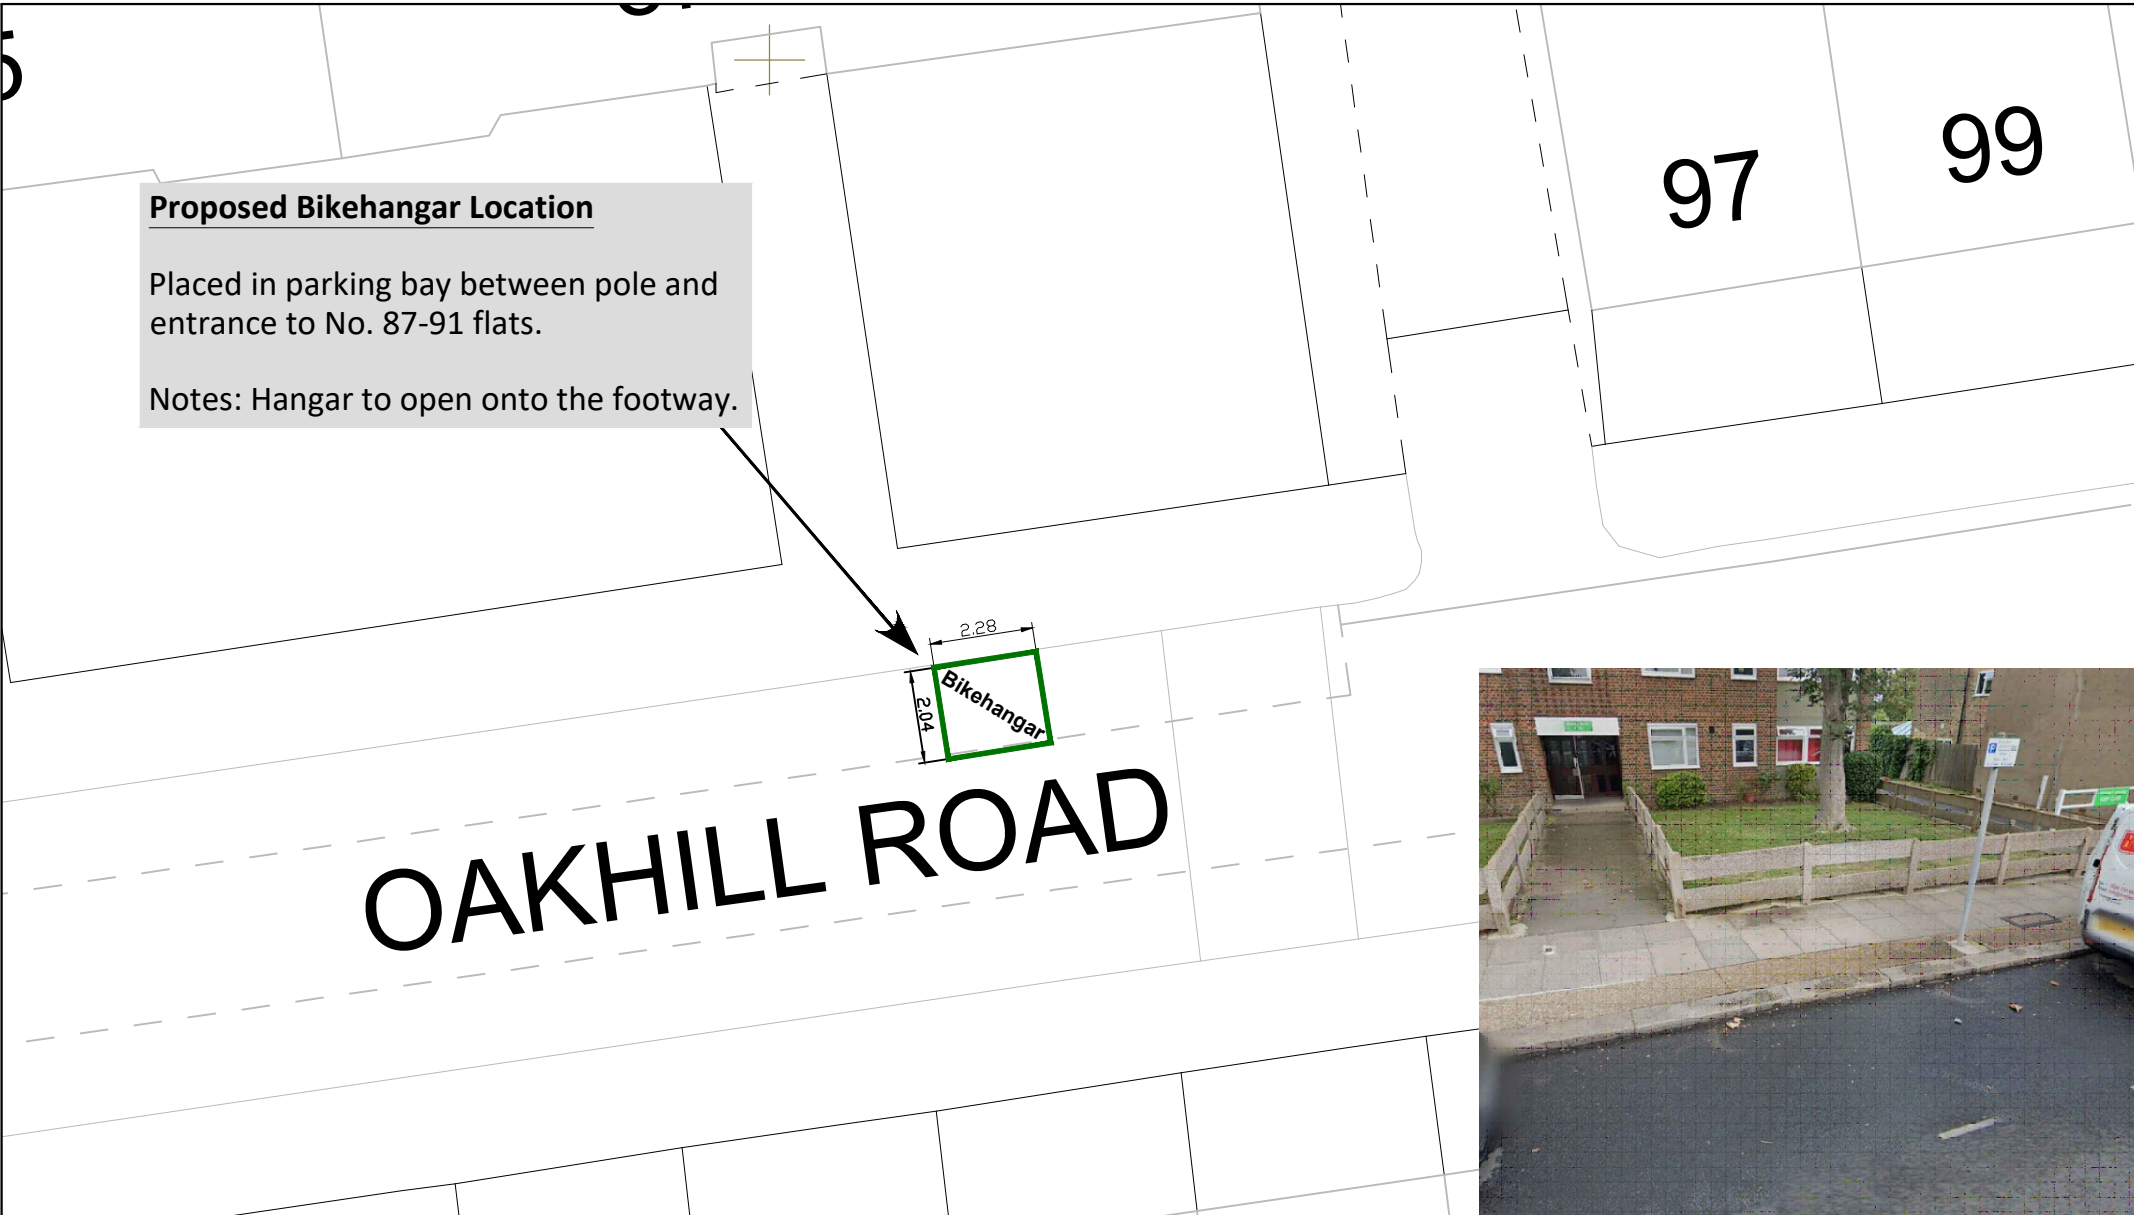 97
99
Proposed Bikehangar Location
Placed in parking bay between pole and
entrance to No. 87-91 flats.
Notes: Hangar to open onto the footway.
2.28
2.04
Bikehangar
OAKHILL ROAD